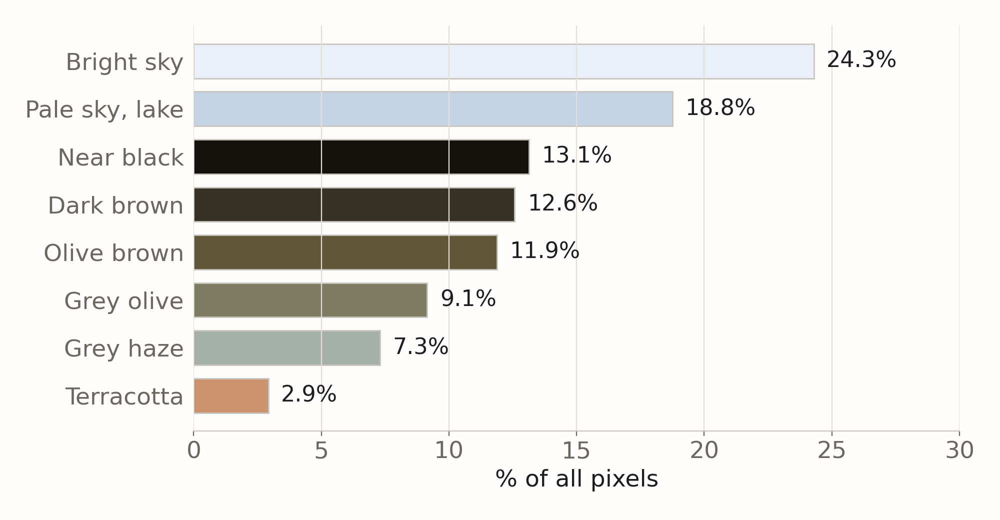 Bright sky 24.3%
Pale sky, lake 18.8%
Near black 13.1%
Dark brown 12.6%
Olive brown 11.9%
Grey olive 9.1%
Grey haze 7.3%
Terracotta 2.9%
0 5 10 15 20 25 30
% of all pixels